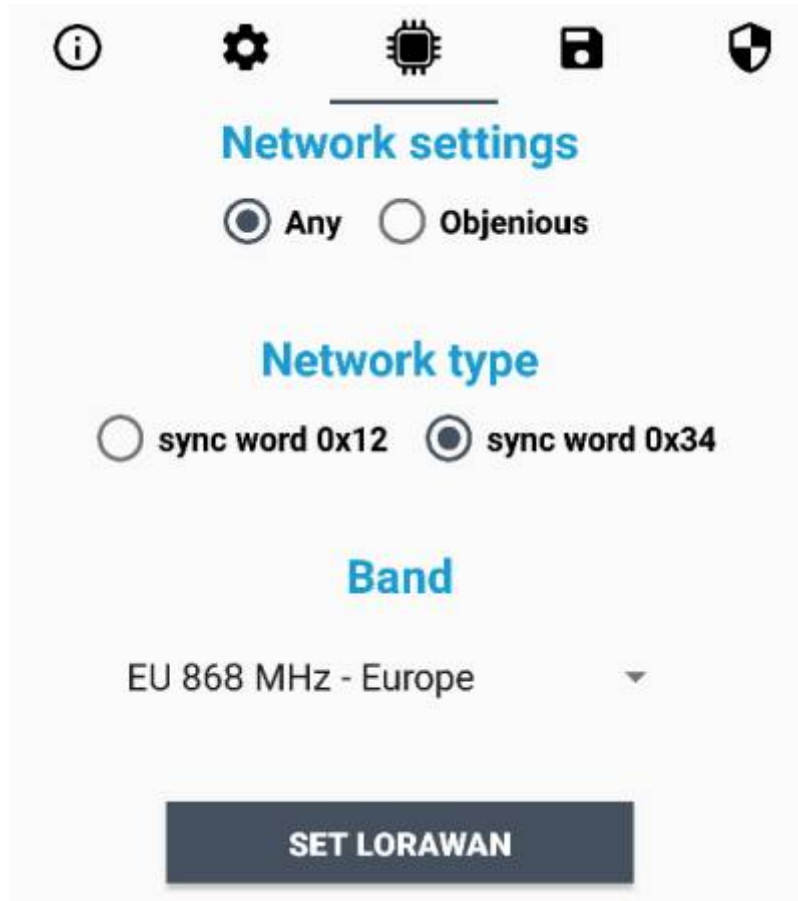 Network settings
Any Objenious
Network type
sync word 0x12 sync word 0x34
Band
EU 868 MHz - Europe
SET LORAWAN